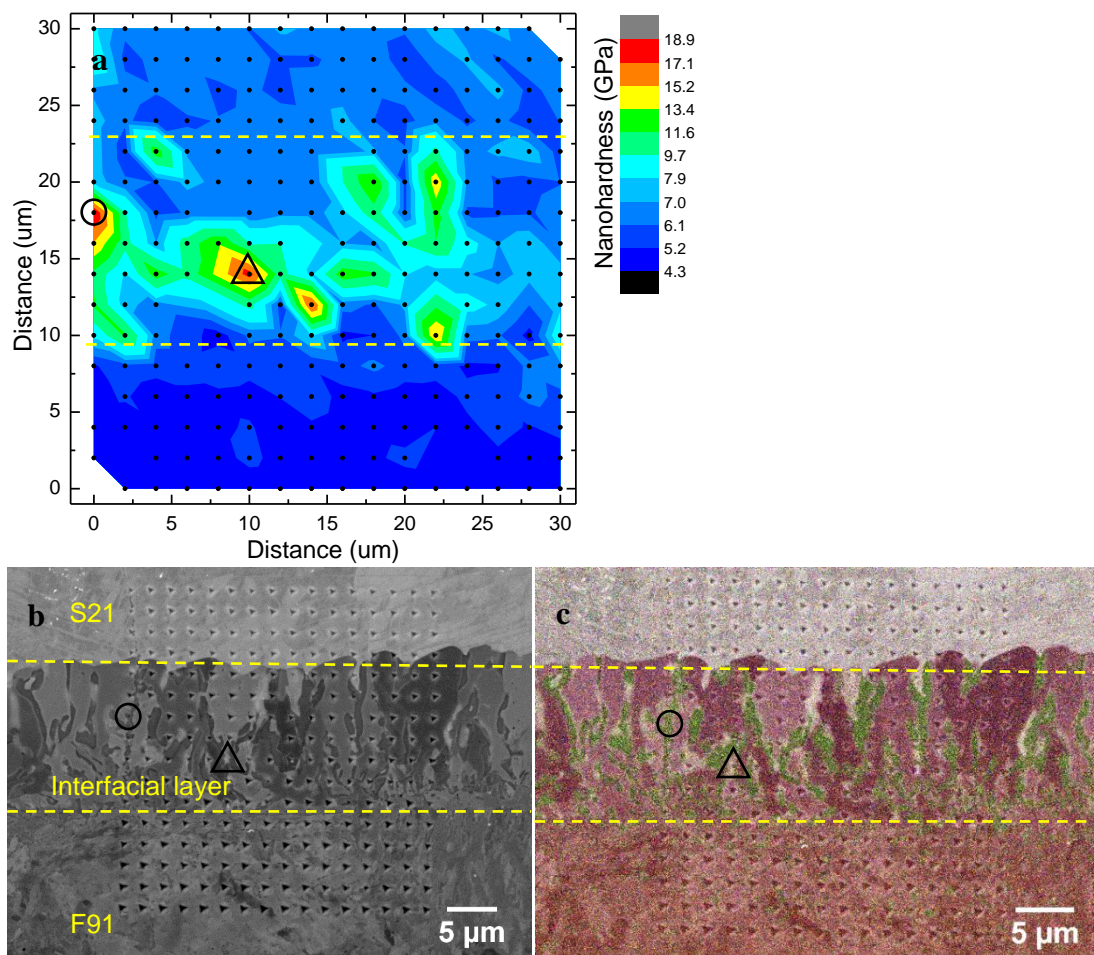 a
30
25
20
15
10
5
0
Distance (um)
0 5 10 15 20 25 30
Distance (um)
Nanohardness (GPa)
18.9
17.1
15.2
13.4
11.6
9.7
7.9
7.0
6.1
5.2
4.3
b
S21
Interfacial layer
F91
5 µm
c
5 µm